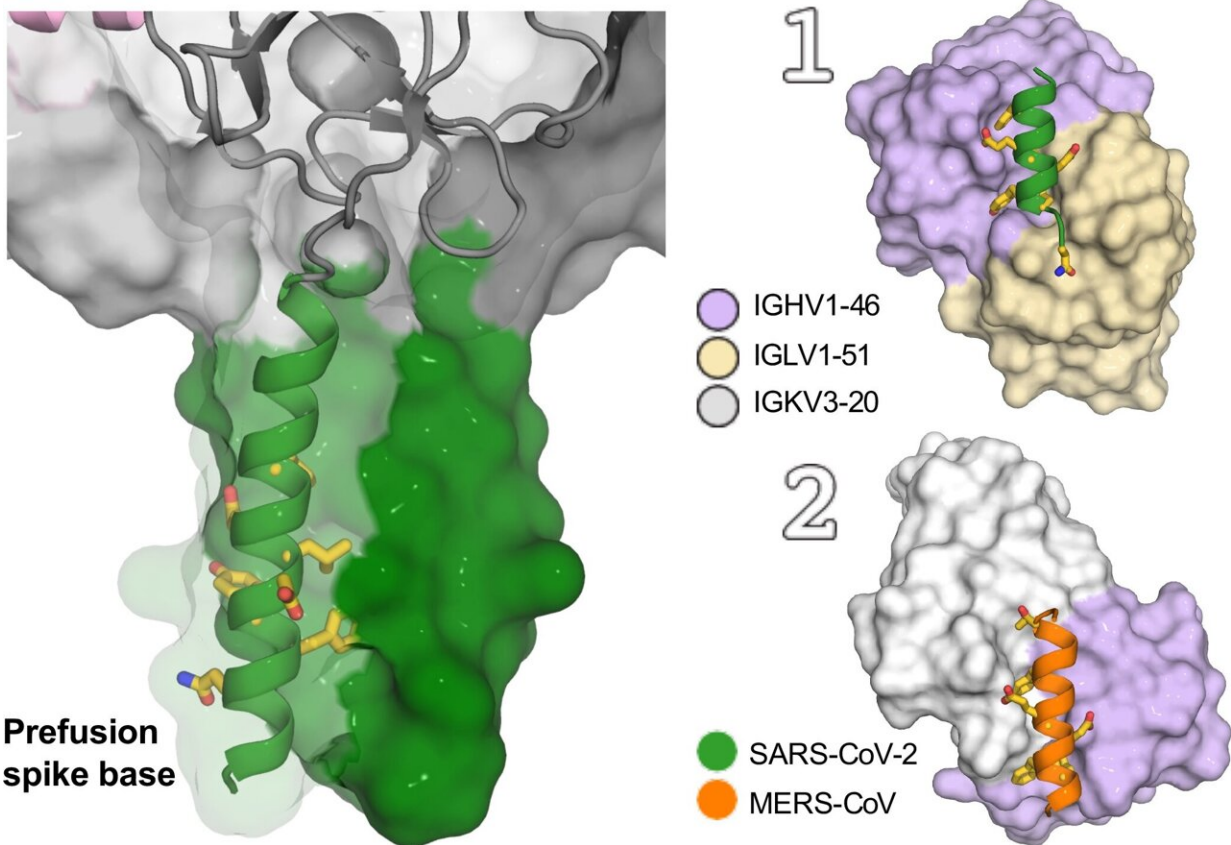 Prefusion
spike base
1
IGHV1-46
IGLV1-51
IGKV3-20
2
SARS-CoV-2
MERS-CoV